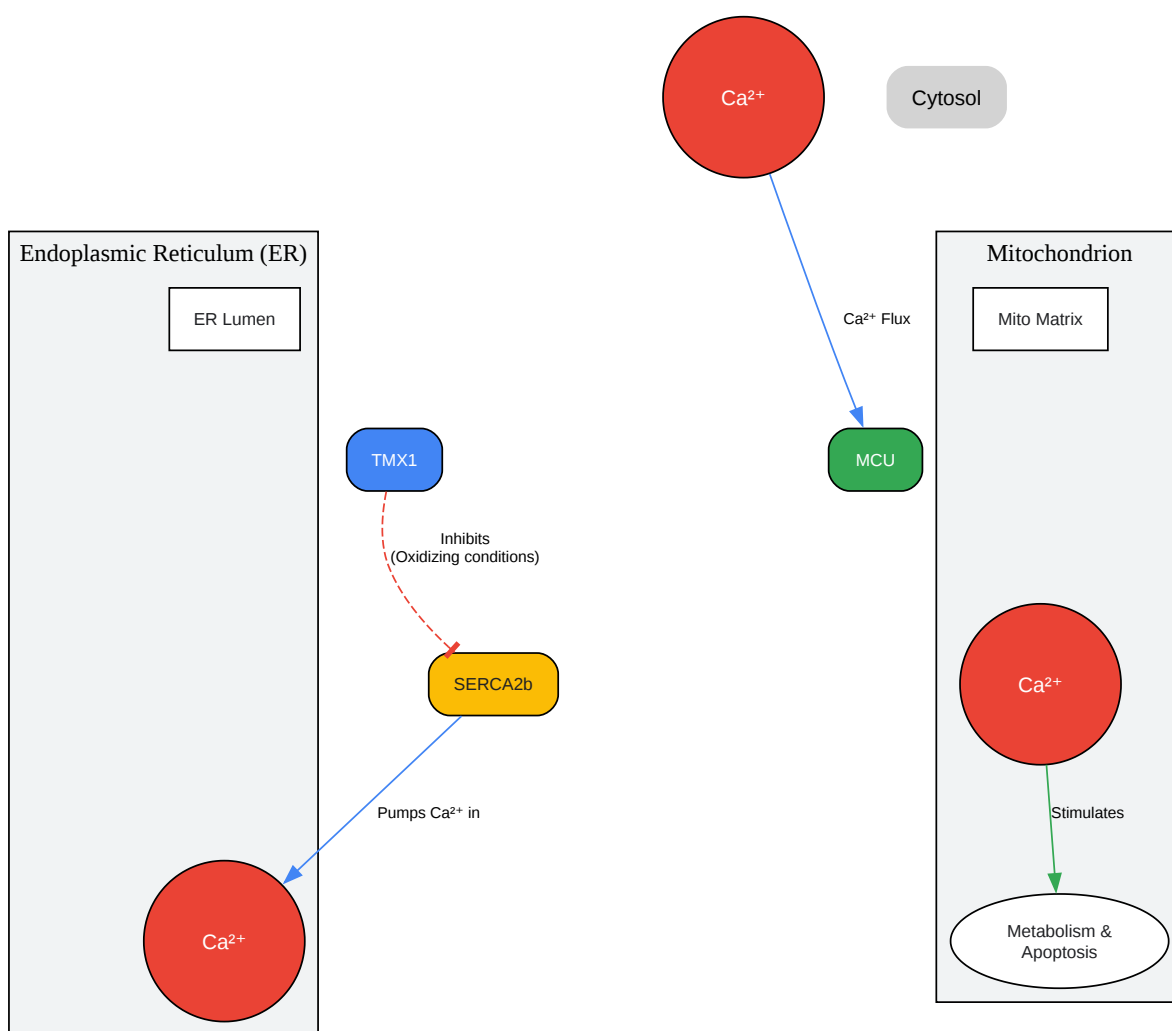 Ca²⁺
Cytosol
Endoplasmic Reticulum (ER)
Mitochondrion
ER Lumen
Mito Matrix
Ca²⁺ Flux
TMX1
MCU
Inhibits
(Oxidizing conditions)
SERCA2b
Ca²⁺
Pumps Ca²⁺ in
Stimulates
Ca²⁺
Metabolism &
Apoptosis